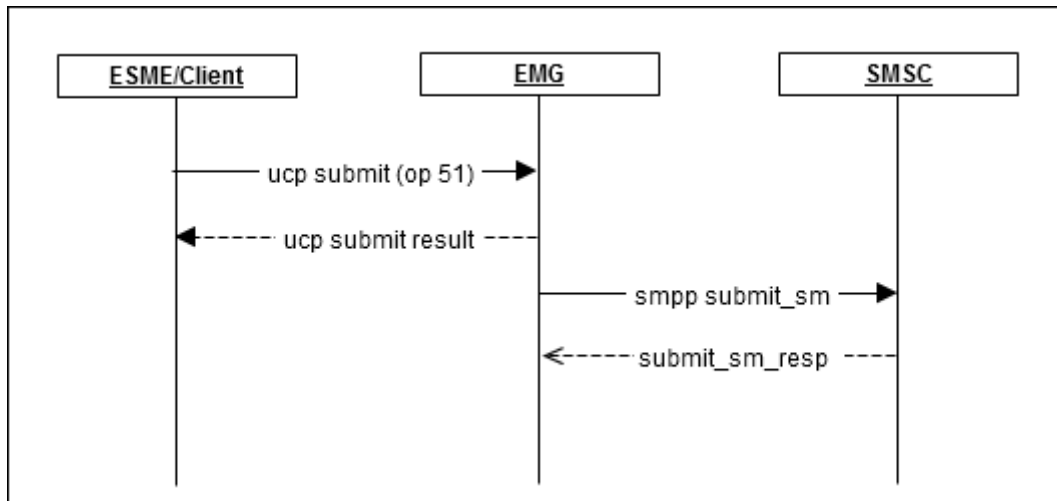 ESME/Client
EMG
SMSC
ucp submit (op 51)
ucp submit result
smpp submit_sm
submit_sm_resp